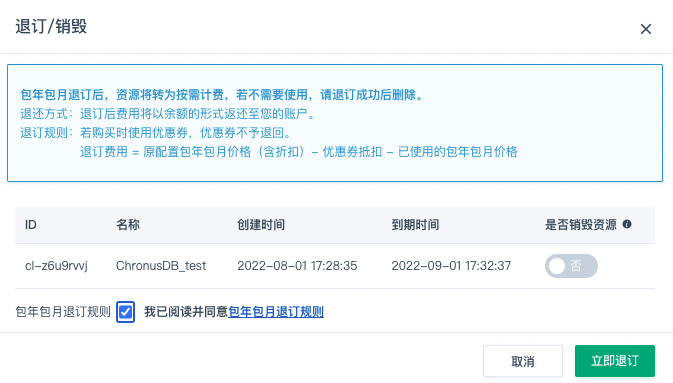 退订/销毁
包年包月退订后，资源将转为按需计费，若不需要使用，请退订成功后删除。
退还方式：退订后费用将以余额的形式返还至您的账户。
退订规则：若购买时使用优惠券，优惠券不予退回。
退订费用 = 原配置包年包月价格（含折扣）- 优惠券抵扣 - 已使用的包年包月价格
ID 名称 创建时间 到期时间 是否销毁资源
cl-z6u9rvvj ChronusDB_test 2022-08-01 17:28:35 2022-09-01 17:32:37 否
包年包月退订规则 我已阅读并同意包年包月退订规则
取消 立即退订